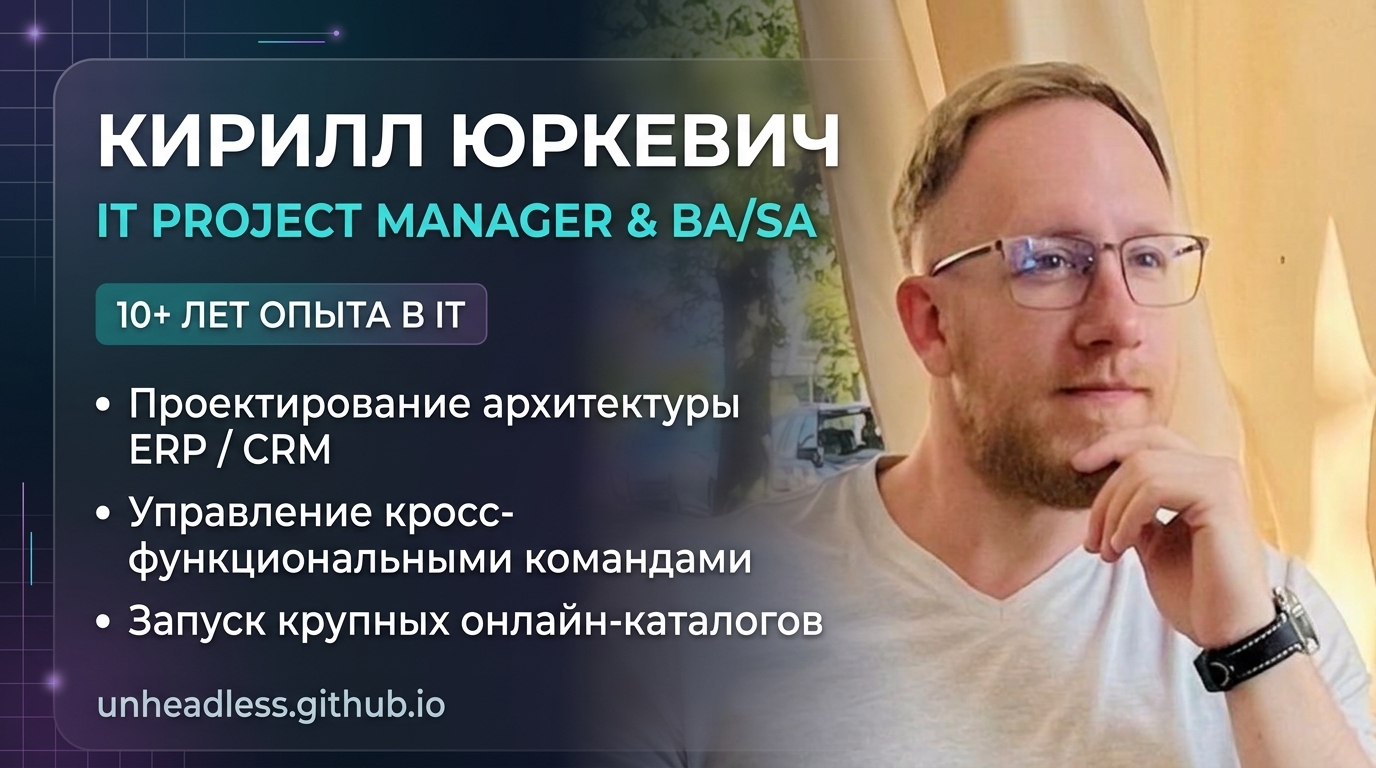 КИРИЛЛ ЮРКЕВИЧ
IT PROJECT MANAGER & BA/SA
10+ ЛЕТ ОПЫТА В IT
• Проектирование архитектуры
ERP / CRM
• Управление кросс-
функциональными командами
• Запуск крупных онлайн-каталогов
unheadless.github.io